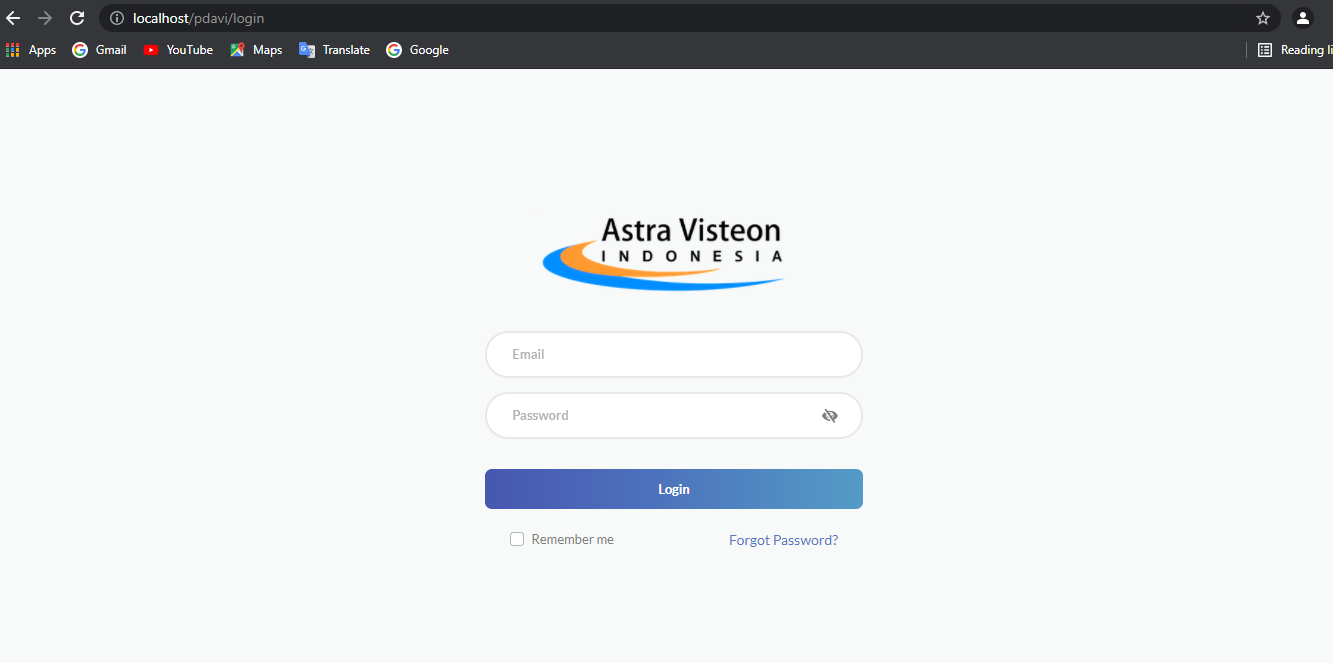 localhost/pdavi/login
Apps Gmail YouTube Maps Translate Google Reading li
Astra Visteon
INDONESIA
Email
Password
Login
Remember me Forgot Password?